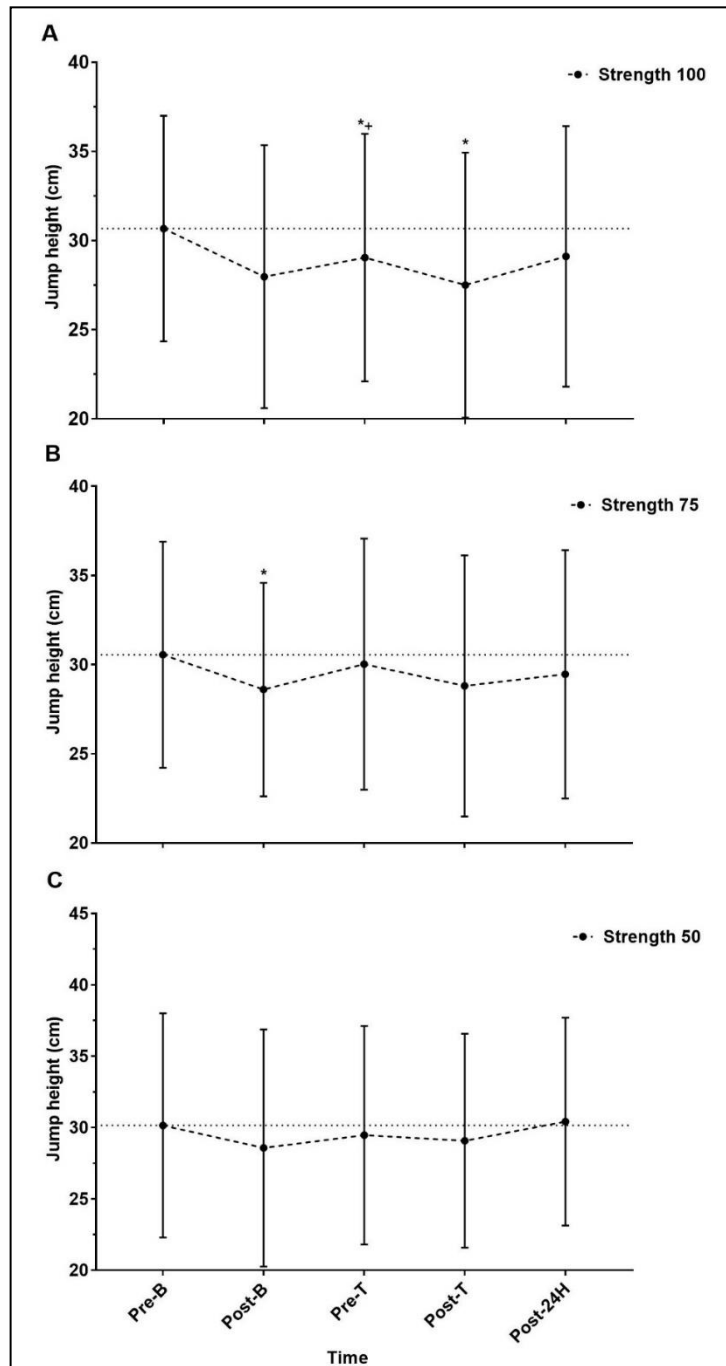 A
40
Strength 100
*+
*
35
30
25
20
Jump height (cm)
B
40
Strength 75
*
35
30
25
20
Jump height (cm)
C
45
Strength 50
40
35
30
25
20
Jump height (cm)
Pre-B
Post-B
Pre-T
Post-T
Post-24H
Time